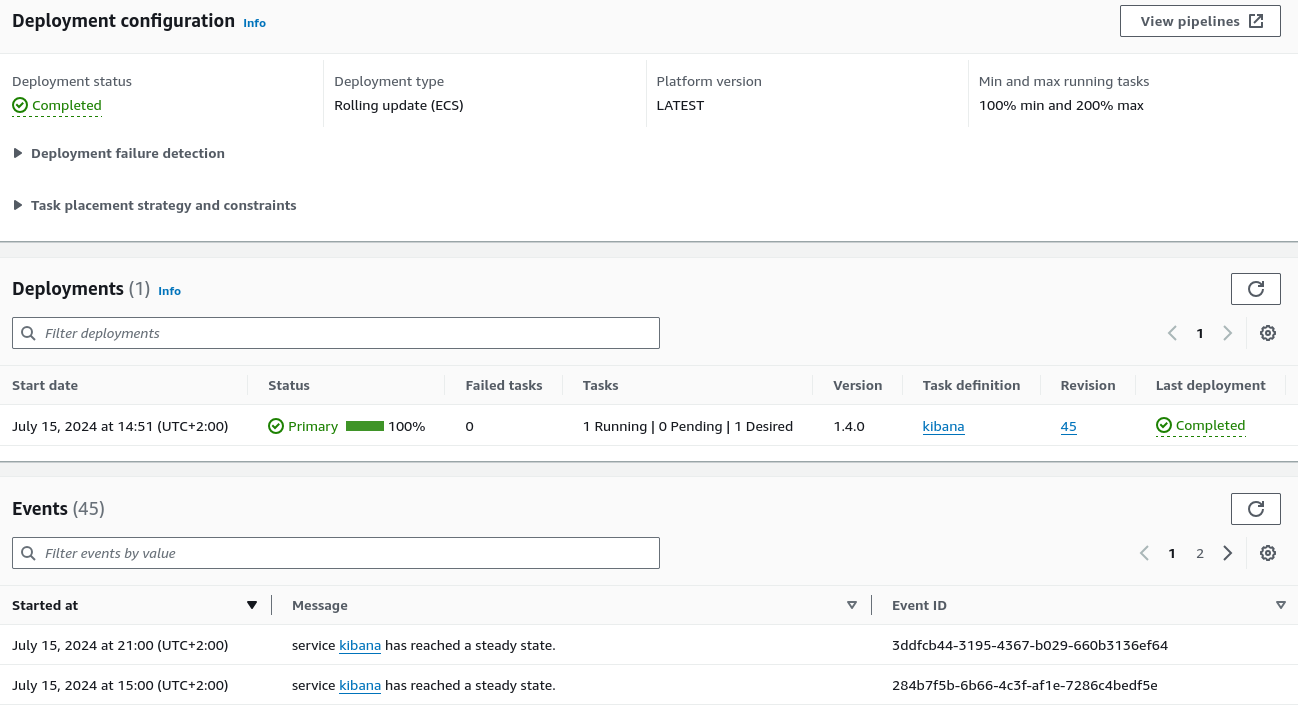 Deployment configuration Info
View pipelines
Deployment status
Completed
Deployment type
Rolling update (ECS)
Platform version
LATEST
Min and max running tasks
100% min and 200% max
Deployment failure detection
Task placement strategy and constraints
Deployments (1) Info
Filter deployments
1
Start date Status Failed tasks Tasks Version Task definition Revision Last deployment
July 15, 2024 at 14:51 (UTC+2:00) Primary 100% 0 1 Running | 0 Pending | 1 Desired 1.4.0 kibana 45 Completed
Events (45)
Filter events by value
1 2
Started at Message Event ID
July 15, 2024 at 21:00 (UTC+2:00) service kibana has reached a steady state. 3ddfcb44-3195-4367-b029-660b3136ef64
July 15, 2024 at 15:00 (UTC+2:00) service kibana has reached a steady state. 284b7f5b-6b66-4c3f-af1e-7286c4bedf5e